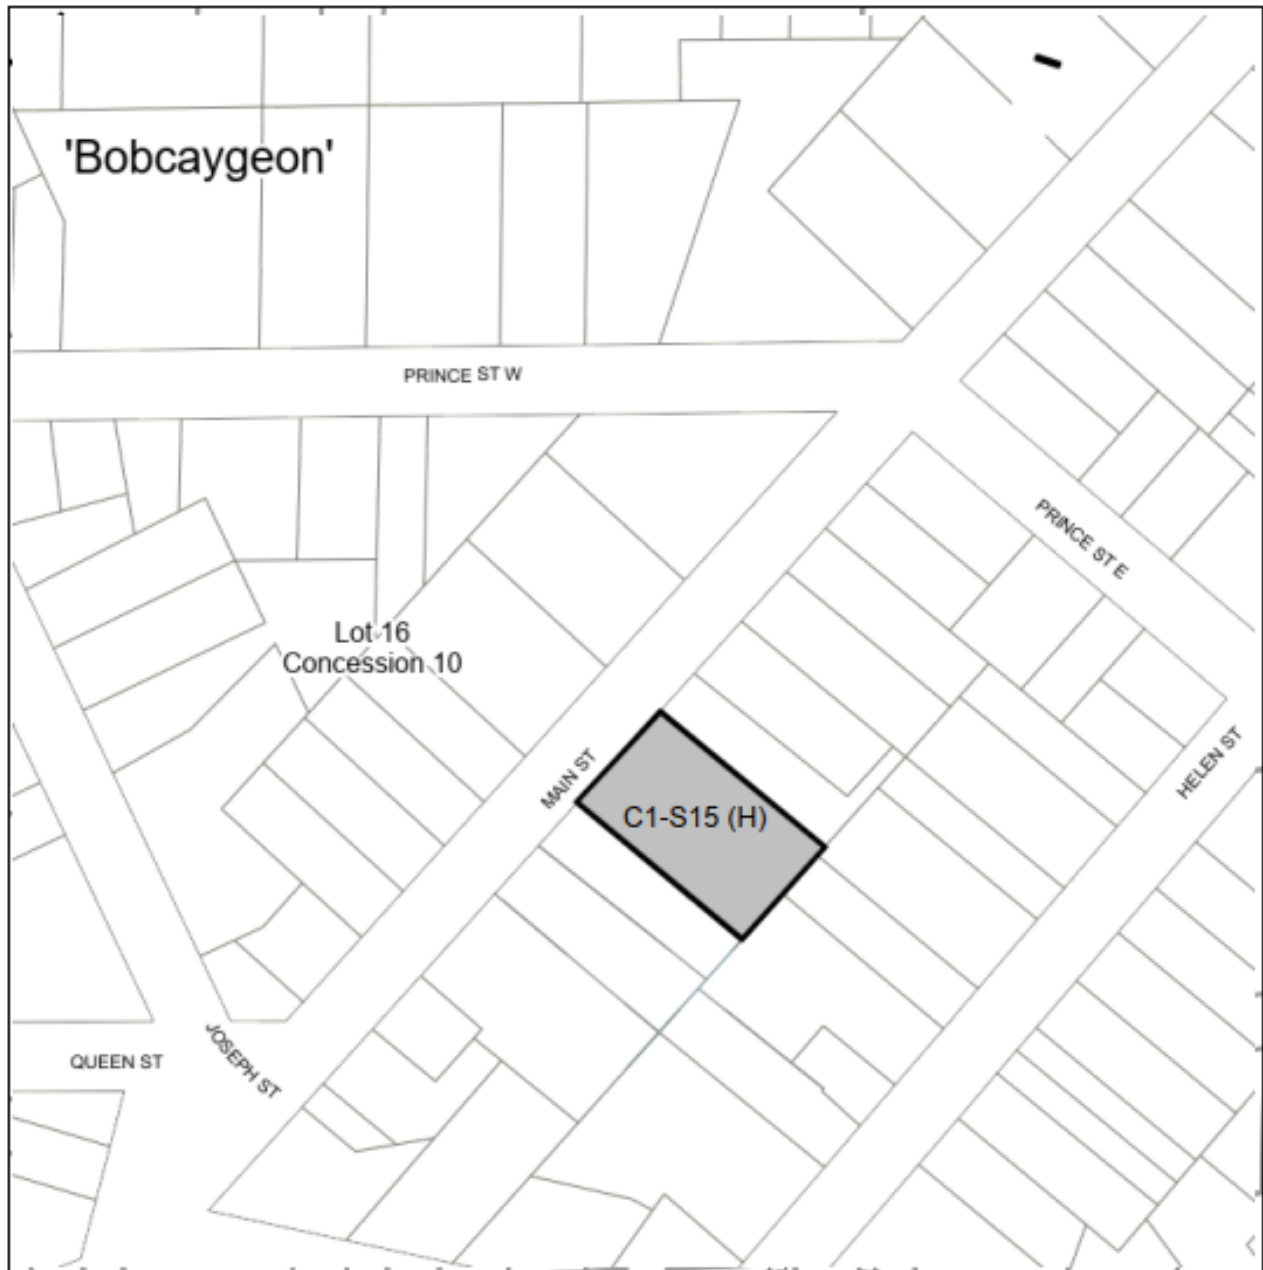 'Bobcaygeon'
PRINCE ST W
PRINCE ST E
Lot 16
Concession 10
MAIN ST
HELEN ST
C1-S15 (H)
QUEEN ST
JOSEPH ST